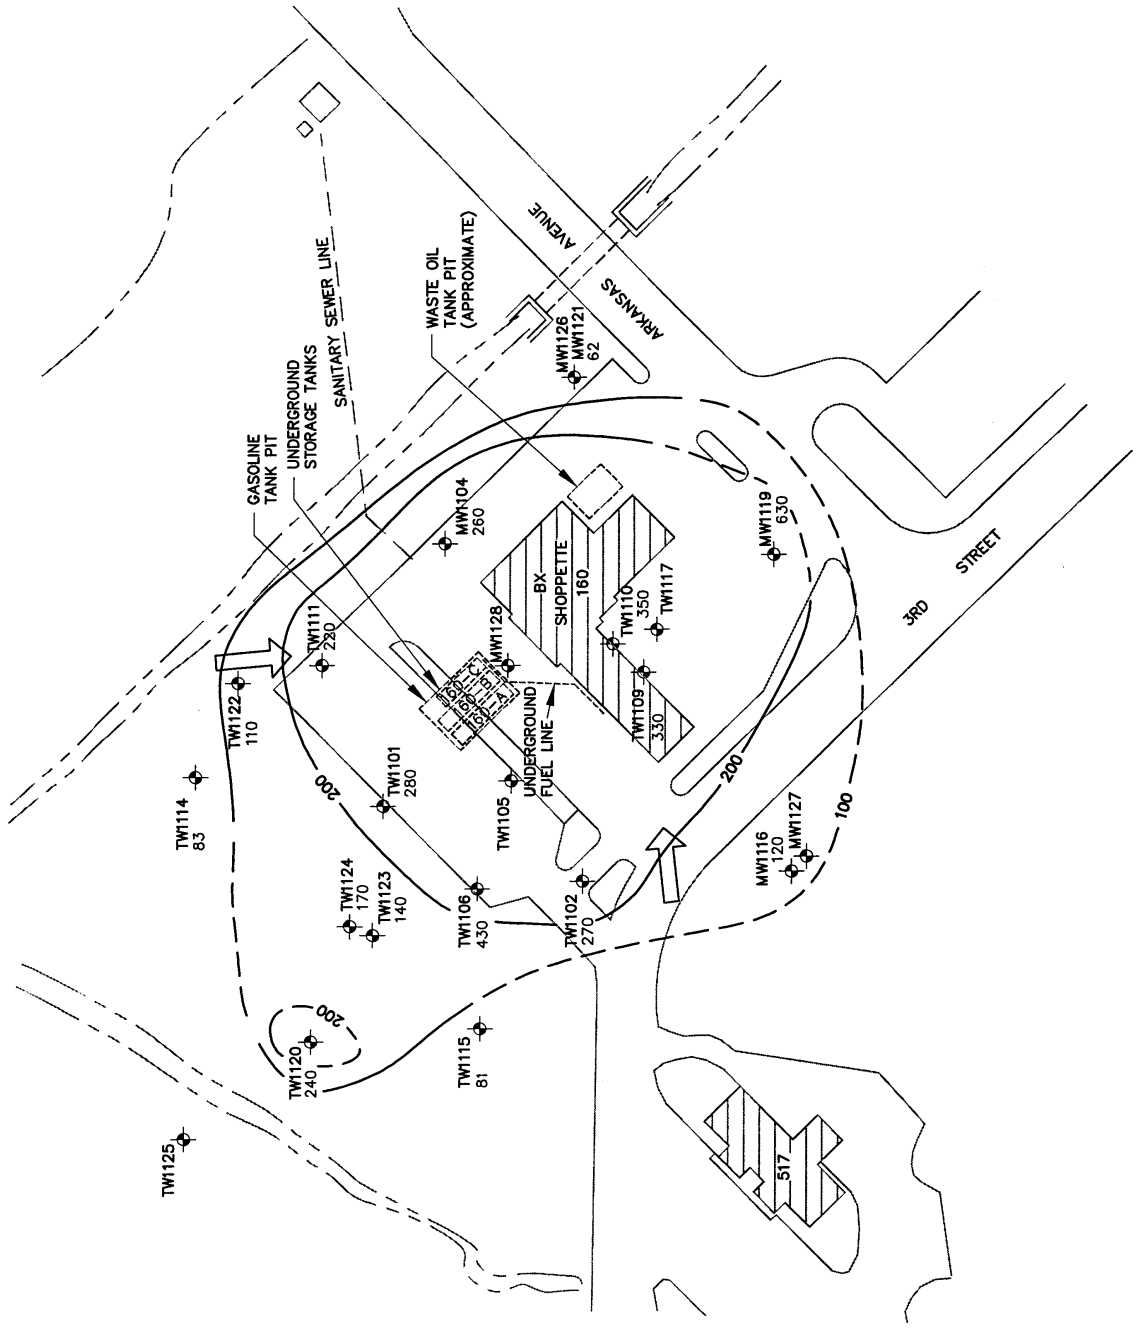 GASOLINE
TANK PIT
UNDERGROUND
STORAGE TANKS
SANITARY SEWER LINE
WASTE OIL
TANK PIT
(APPROXIMATE)
AVENUE
ARKANSAS
MW1126
MW1121
62
MW1104
260
TW1111
220
TW1122
110
TW1114
83
TW1101
280
200
TW1124
170
TW1123
140
TW1106
430
TW1105
TW1102
270
UNDERGROUND
FUEL LINE
160-C
160-B
160-A
MW1128
BX
SHOPPETTE
160
TW1110
350
TW1117
TW1109
330
MW1119
630
STREET
3RD
200
100
MW1116
120
MW1127
200
TW1120
240
TW1115
81
TW1125
517